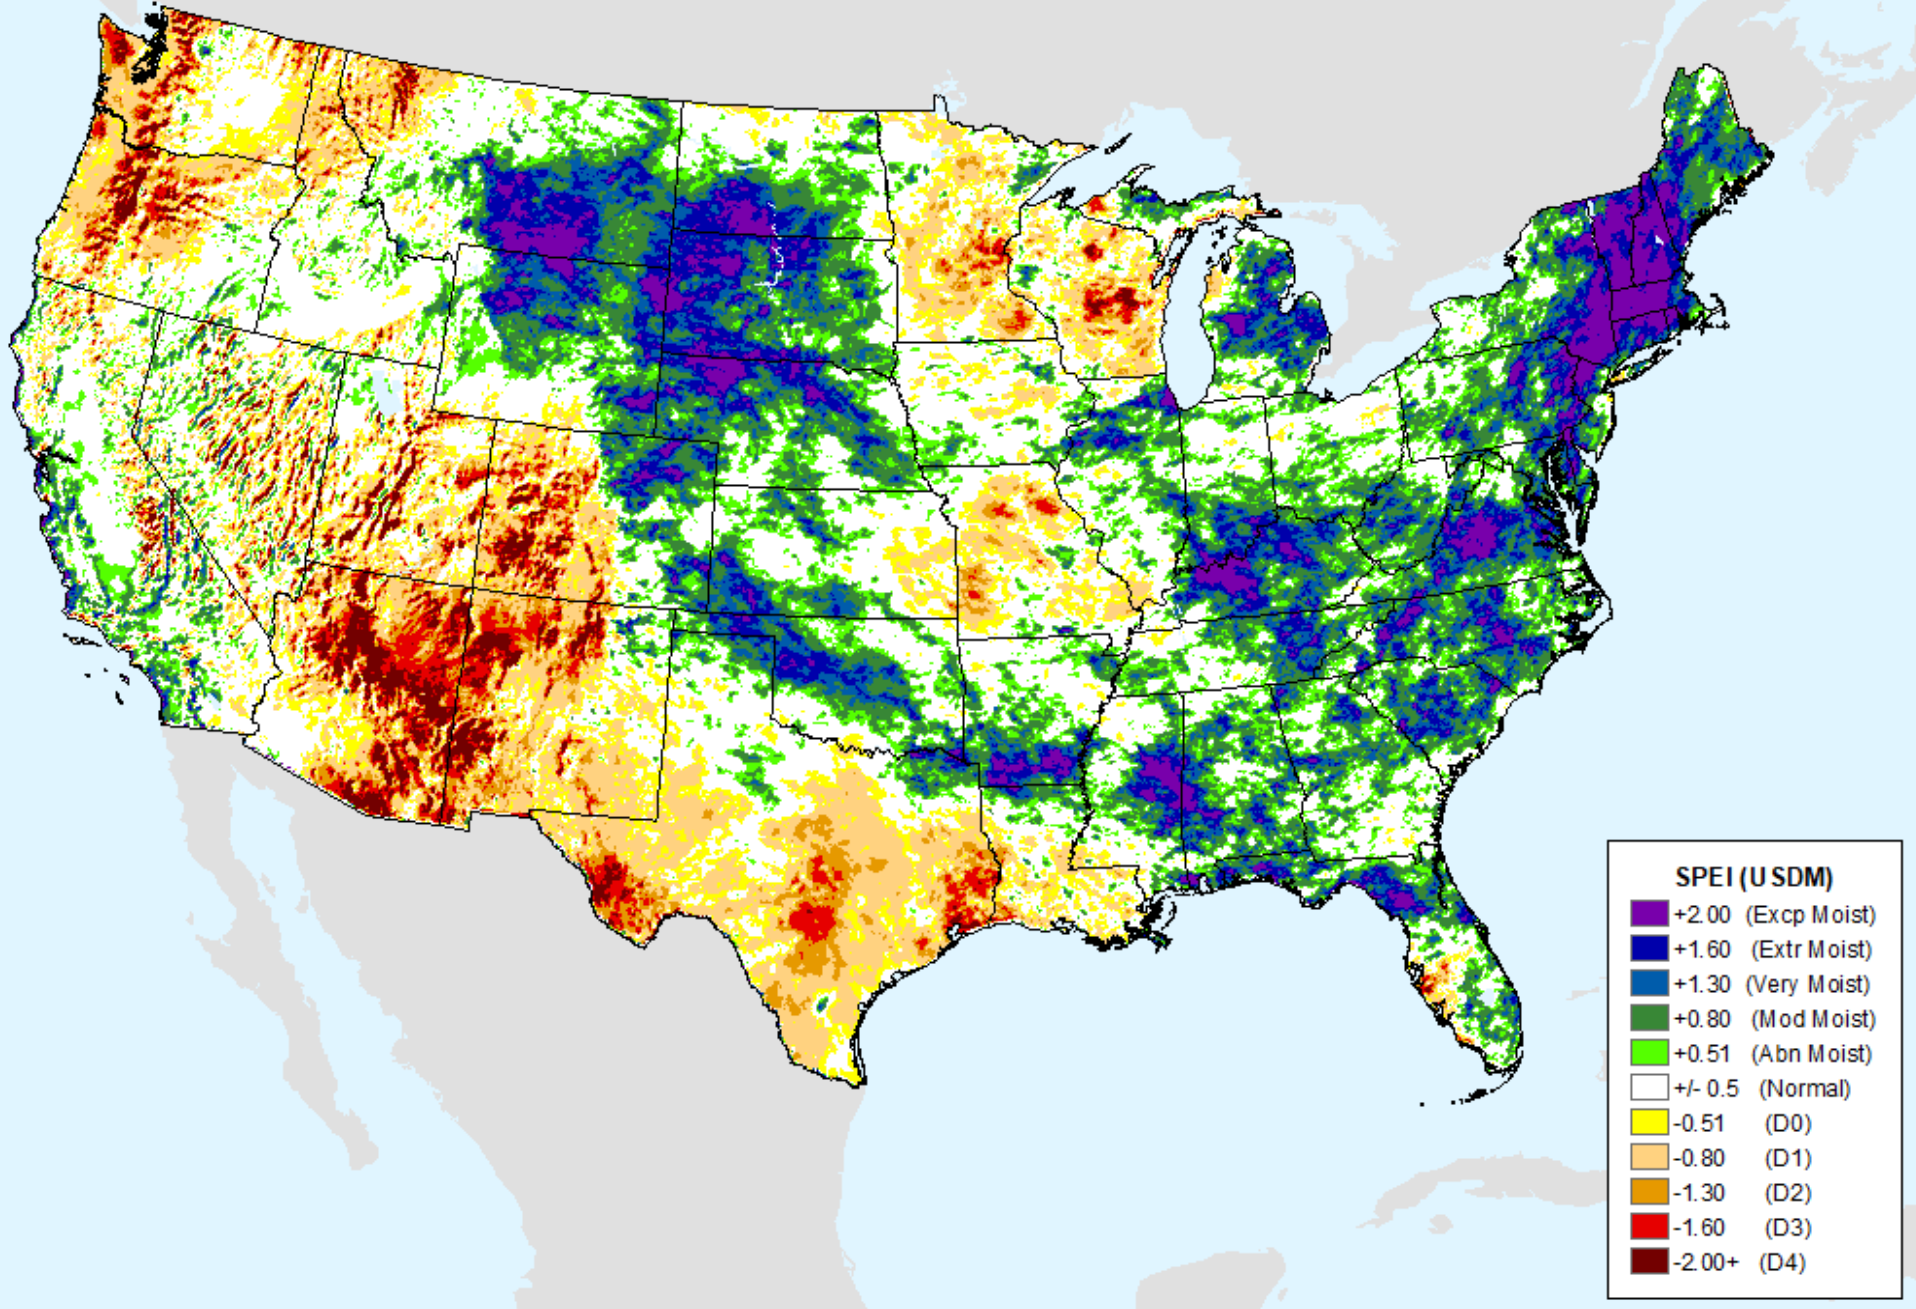 SPEI (USDM)
+2.00 (Excp Moist)
+1.60 (Extr Moist)
+1.30 (Very Moist)
+0.80 (Mod Moist)
+0.51 (Abn Moist)
+/- 0.5 (Normal)
-0.51 (D0)
-0.80 (D1)
-1.30 (D2)
-1.60 (D3)
-2.00+ (D4)